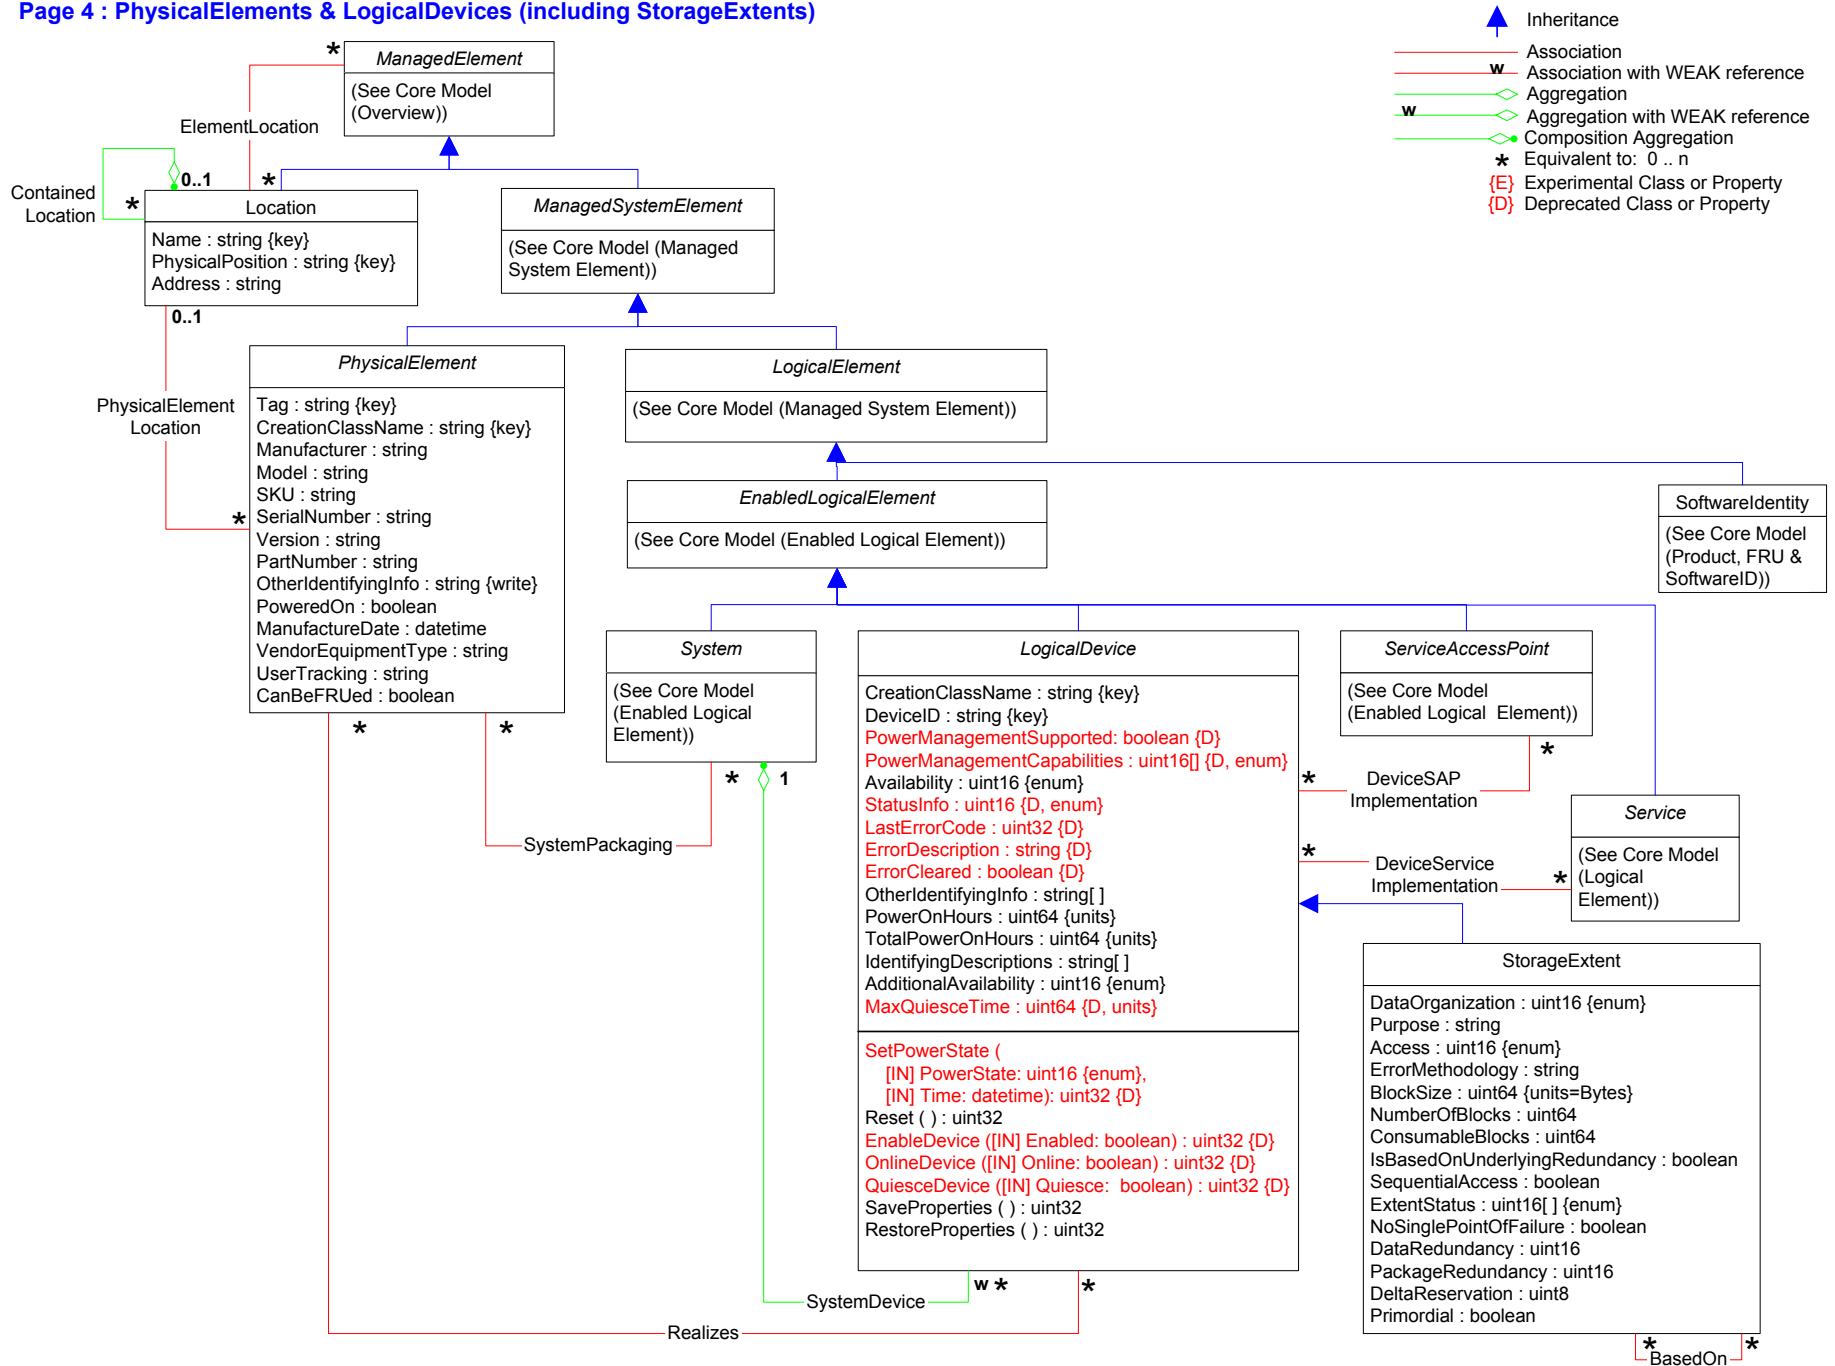 Page 4 : PhysicalElements & LogicalDevices (including StorageExtents)
Inheritance
Association
w
Association with WEAK reference
Aggregation
w
Aggregation with WEAK reference
Composition Aggregation
* Equivalent to: 0 .. n
{E} Experimental Class or Property
{D} Deprecated Class or Property
*
ManagedElement
(See Core Model
(Overview))
ElementLocation
*
0..1
Contained
Location
*
Location
Name : string {key}
PhysicalPosition : string {key}
Address : string
0..1
ManagedSystemElement
(See Core Model (Managed
System Element))
PhysicalElement
Location
*
PhysicalElement
Tag : string {key}
CreationClassName : string {key}
Manufacturer : string
Model : string
SKU : string
SerialNumber : string
Version : string
PartNumber : string
OtherIdentifyingInfo : string {write}
PoweredOn : boolean
ManufactureDate : datetime
VendorEquipmentType : string
UserTracking : string
CanBeFRUed : boolean
*
*
LogicalElement
(See Core Model (Managed System Element))
EnabledLogicalElement
(See Core Model (Enabled Logical Element))
SoftwareIdentity
(See Core Model
(Product, FRU &
SoftwareID))
System
(See Core Model
(Enabled Logical
Element))
*
1
SystemPackaging
LogicalDevice
CreationClassName : string {key}
DeviceID : string {key}
PowerManagementSupported: boolean {D}
PowerManagementCapabilities : uint16[] {D, enum}
Availability : uint16 {enum}
StatusInfo : uint16 {D, enum}
LastErrorCode : uint32 {D}
ErrorDescription : string {D}
ErrorCleared : boolean {D}
OtherIdentifyingInfo : string[ ]
PowerOnHours : uint64 {units}
TotalPowerOnHours : uint64 {units}
IdentifyingDescriptions : string[ ]
AdditionalAvailability : uint16 {enum}
MaxQuiesceTime : uint64 {D, units}
SetPowerState (
[IN] PowerState: uint16 {enum},
[IN] Time: datetime): uint32 {D}
Reset ( ) : uint32
EnableDevice ([IN] Enabled: boolean) : uint32 {D}
OnlineDevice ([IN] Online: boolean) : uint32 {D}
QuiesceDevice ([IN] Quiesce: boolean) : uint32 {D}
SaveProperties ( ) : uint32
RestoreProperties ( ) : uint32
w *
*
SystemDevice
Realizes
ServiceAccessPoint
(See Core Model
(Enabled Logical Element))
*
*
DeviceSAP
Implementation
*
DeviceService
Implementation
*
Service
(See Core Model
(Logical
Element))
StorageExtent
DataOrganization : uint16 {enum}
Purpose : string
Access : uint16 {enum}
ErrorMethodology : string
BlockSize : uint64 {units=Bytes}
NumberOfBlocks : uint64
ConsumableBlocks : uint64
IsBasedOnUnderlyingRedundancy : boolean
SequentialAccess : boolean
ExtentStatus : uint16[ ] {enum}
NoSinglePointOfFailure : boolean
DataRedundancy : uint16
PackageRedundancy : uint16
DeltaReservation : uint8
Primordial : boolean
*
*
BasedOn